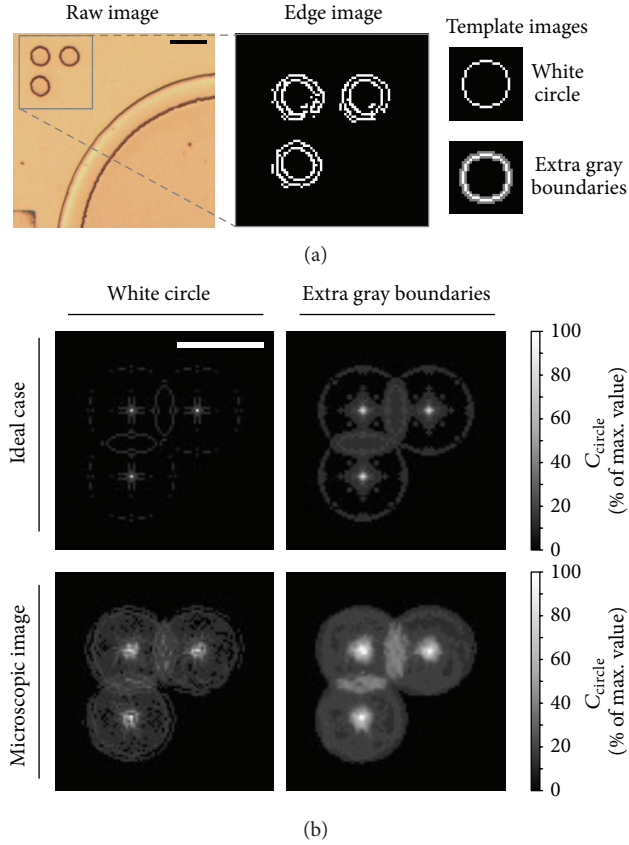 Raw image
Edge image
Template images
White
circle
Extra gray
boundaries
(a)
White circle
Extra gray boundaries
Ideal case
100
80
60
40
20
0
C_circle
(% of max. value)
Microscopic image
100
80
60
40
20
0
C_circle
(% of max. value)
(b)